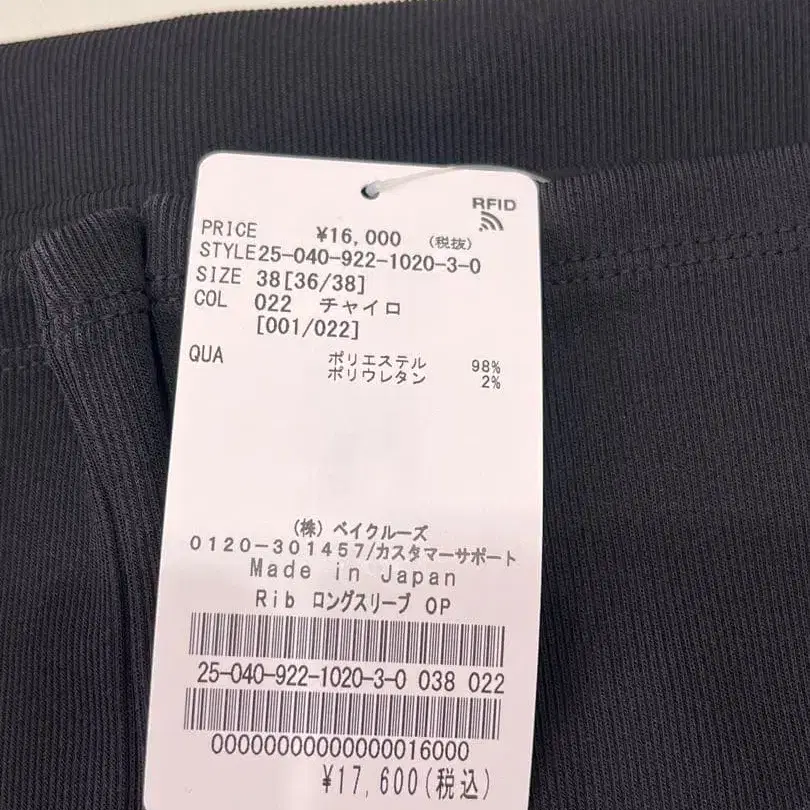 RFID
PRICE ¥16,000 (税抜)
STYLE25-040-922-1020-3-0
SIZE 38[36/38]
COL 022 チャイロ
[001/022]
QUA ポリエステル 98%
ポリウレタン 2%
(株) ベイクルーズ
0120-301457/カスタマーサポート
Made in Japan
Rib ロングスリーブ OP
25-040-922-1020-3-0 038 022
00000000000000016000
¥17,600(税込)